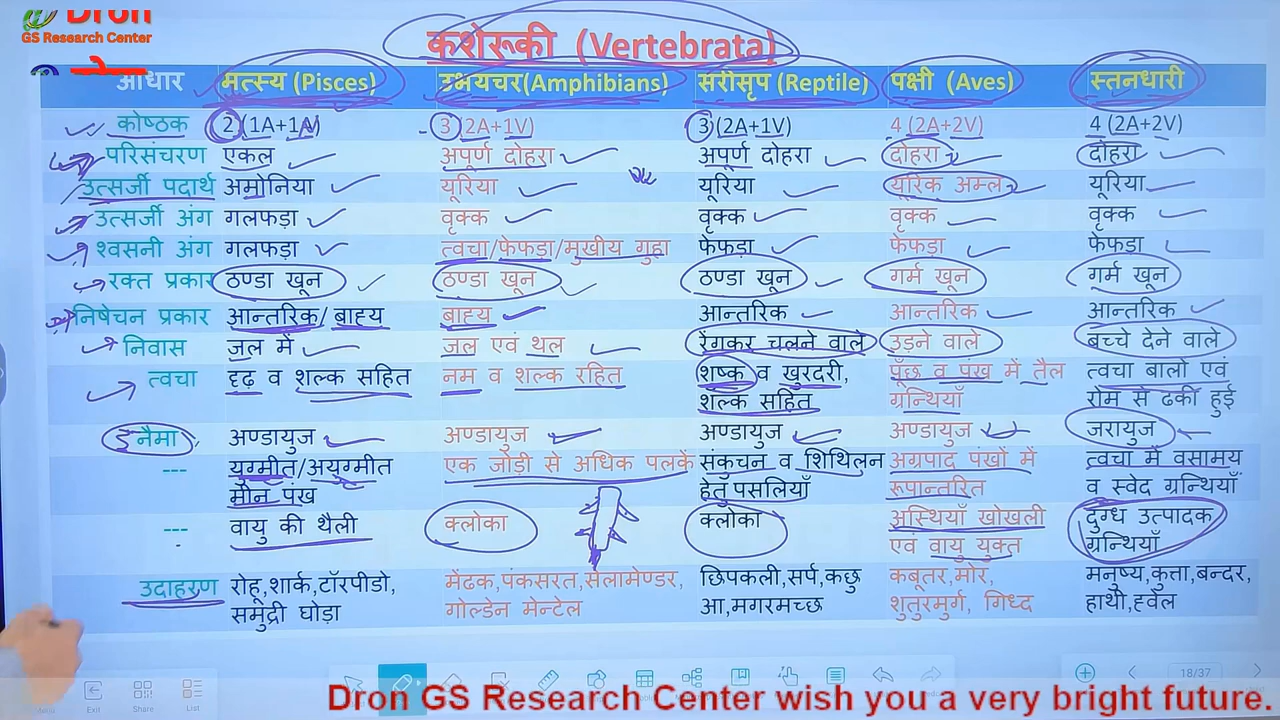 Dron
GS Research Center
कशेरूकी (Vertebrata)
आधार मत्स्य (Pisces) उभयचर(Amphibians) सरीसृप (Reptile) पक्षी (Aves) स्तनधारी
कोष्ठक 2 (1A+1V) 3 (2A+1V) 3 (2A+1V) 4 (2A+2V) 4 (2A+2V)
परिसंचरण एकल अपूर्ण दोहरा अपूर्ण दोहरा दोहरा दोहरा
उत्सर्जी पदार्थ अमोनिया यूरिया यूरिया यूरिक अम्ल यूरिया
उत्सर्जी अंग गलफड़ा वृक्क वृक्क वृक्क वृक्क
श्वसनी अंग गलफड़ा त्वचा/फेफड़ा/मुखीय गुहा फेफड़ा फेफड़ा फेफड़ा
रक्त प्रकार ठण्डा खून ठण्डा खून ठण्डा खून गर्म खून गर्म खून
निषेचन प्रकार आन्तरिक/ बाह्य बाह्य आन्तरिक आन्तरिक आन्तरिक
निवास जल में जल एवं थल रेंगकर चलने वाले उड़ने वाले बच्चे देने वाले
त्वचा दृढ़ व शल्क सहित नम व शल्क रहित शष्क व खुरदरी, पूँछ व पंख में तैल त्वचा बालो एवं
शल्क सहित ग्रन्थियाँ रोम से ढकी हुई
नैमा अण्डायुज अण्डायुज अण्डायुज अण्डायुज जरायुज
--- युग्मीत/अयुग्मीत एक जोड़ी से अधिक पलकें संकुचन व शिथिलन अग्रपाद पंखों में त्वचा में वसामय
मीन पंख हेतु पसलियाँ रूपान्तरित व स्वेद ग्रन्थियाँ
--- वायु की थैली क्लोका क्लोका अस्थियाँ खोखली दुग्ध उत्पादक
एवं वायु युक्त ग्रन्थियाँ
उदाहरण रोहू,शार्क,टॉरपीडो, मेंढक,पंकसरत,सेलामेण्डर, छिपकली,सर्प,कछु कबूतर,मोर, मनुष्य,कुत्ता,बन्दर,
समुद्री घोड़ा गोल्डेन मेन्टेल आ,मगरमच्छ शुतुरमुर्ग, गिध्द हाथी,ह्वेल
Exit Share List 18/37
Dron GS Research Center wish you a very bright future.